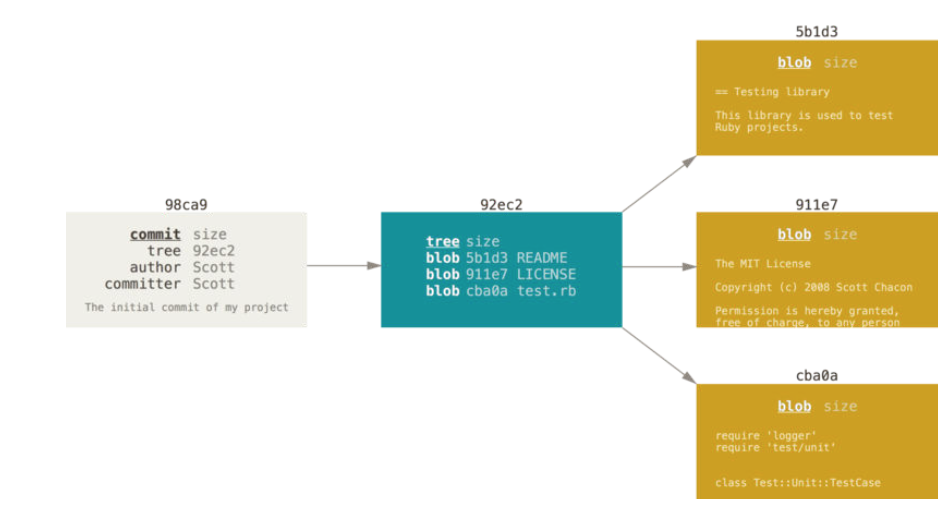 98ca9
commit size
tree 92ec2
author Scott
committer Scott
The initial commit of my project
92ec2
tree size
blob 5b1d3 README
blob 911e7 LICENSE
blob cba0a test.rb
5b1d3
blob size
== Testing library
This library is used to test
Ruby projects.
911e7
blob size
The MIT License
Copyright (c) 2008 Scott Chacon
Permission is hereby granted,
free of charge, to any person
cba0a
blob size
require 'logger'
require 'test/unit'
class Test::Unit::TestCase